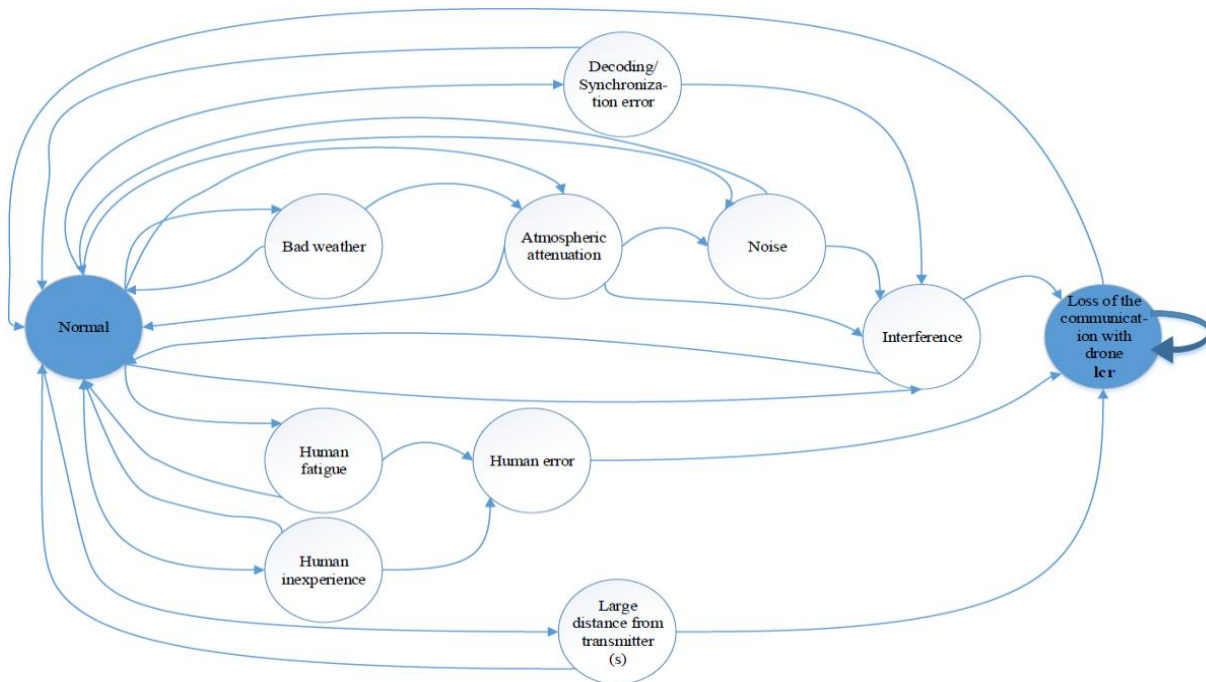 Decoding/
Synchroniza-
tion error
Bad weather
Atmospheric
attenuation
Noise
Normal
Interference
Loss of the
communicat-
ion with
drone
lcr
Human
fatigue
Human error
Human
inexperience
Large
distance from
transmitter
(s)